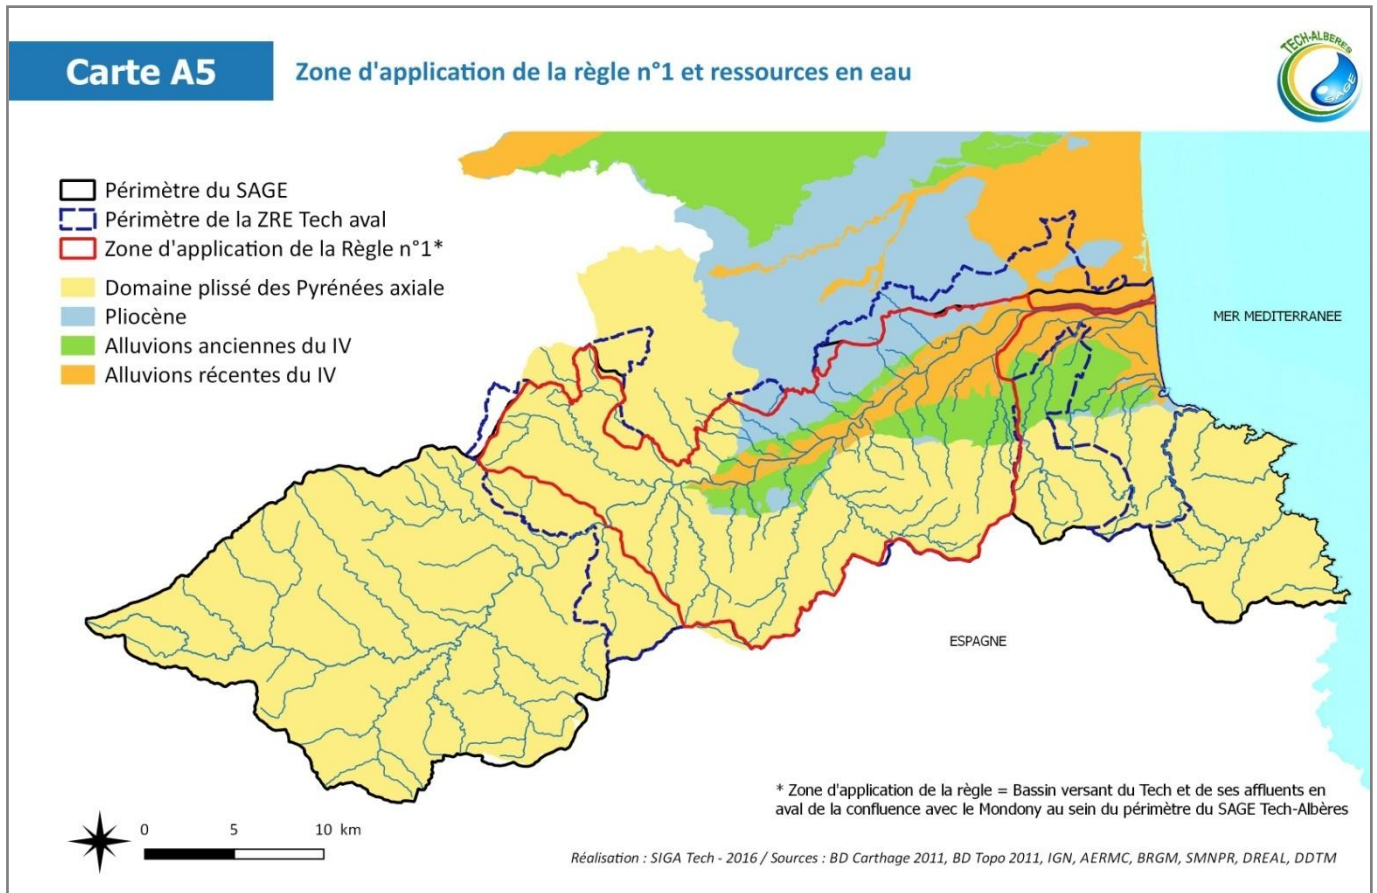 Carte A5
Zone d'application de la règle n°1 et ressources en eau
TECH-ALBERES
SAGE
Périmètre du SAGE
Périmètre de la ZRE Tech aval
Zone d'application de la Règle n°1*
Domaine plissé des Pyrénées axiale
Pliocène
Alluvions anciennes du IV
Alluvions récentes du IV
MER MEDITERRANEE
ESPAGNE
* Zone d'application de la règle = Bassin versant du Tech et de ses affluents en
aval de la confluence avec le Mondony au sein du périmètre du SAGE Tech-Albères
0 5 10 km
Réalisation : SIGA Tech - 2016 / Sources : BD Carthage 2011, BD Topo 2011, IGN, AERMC, BRGM, SMNPR, DREAL, DDTM